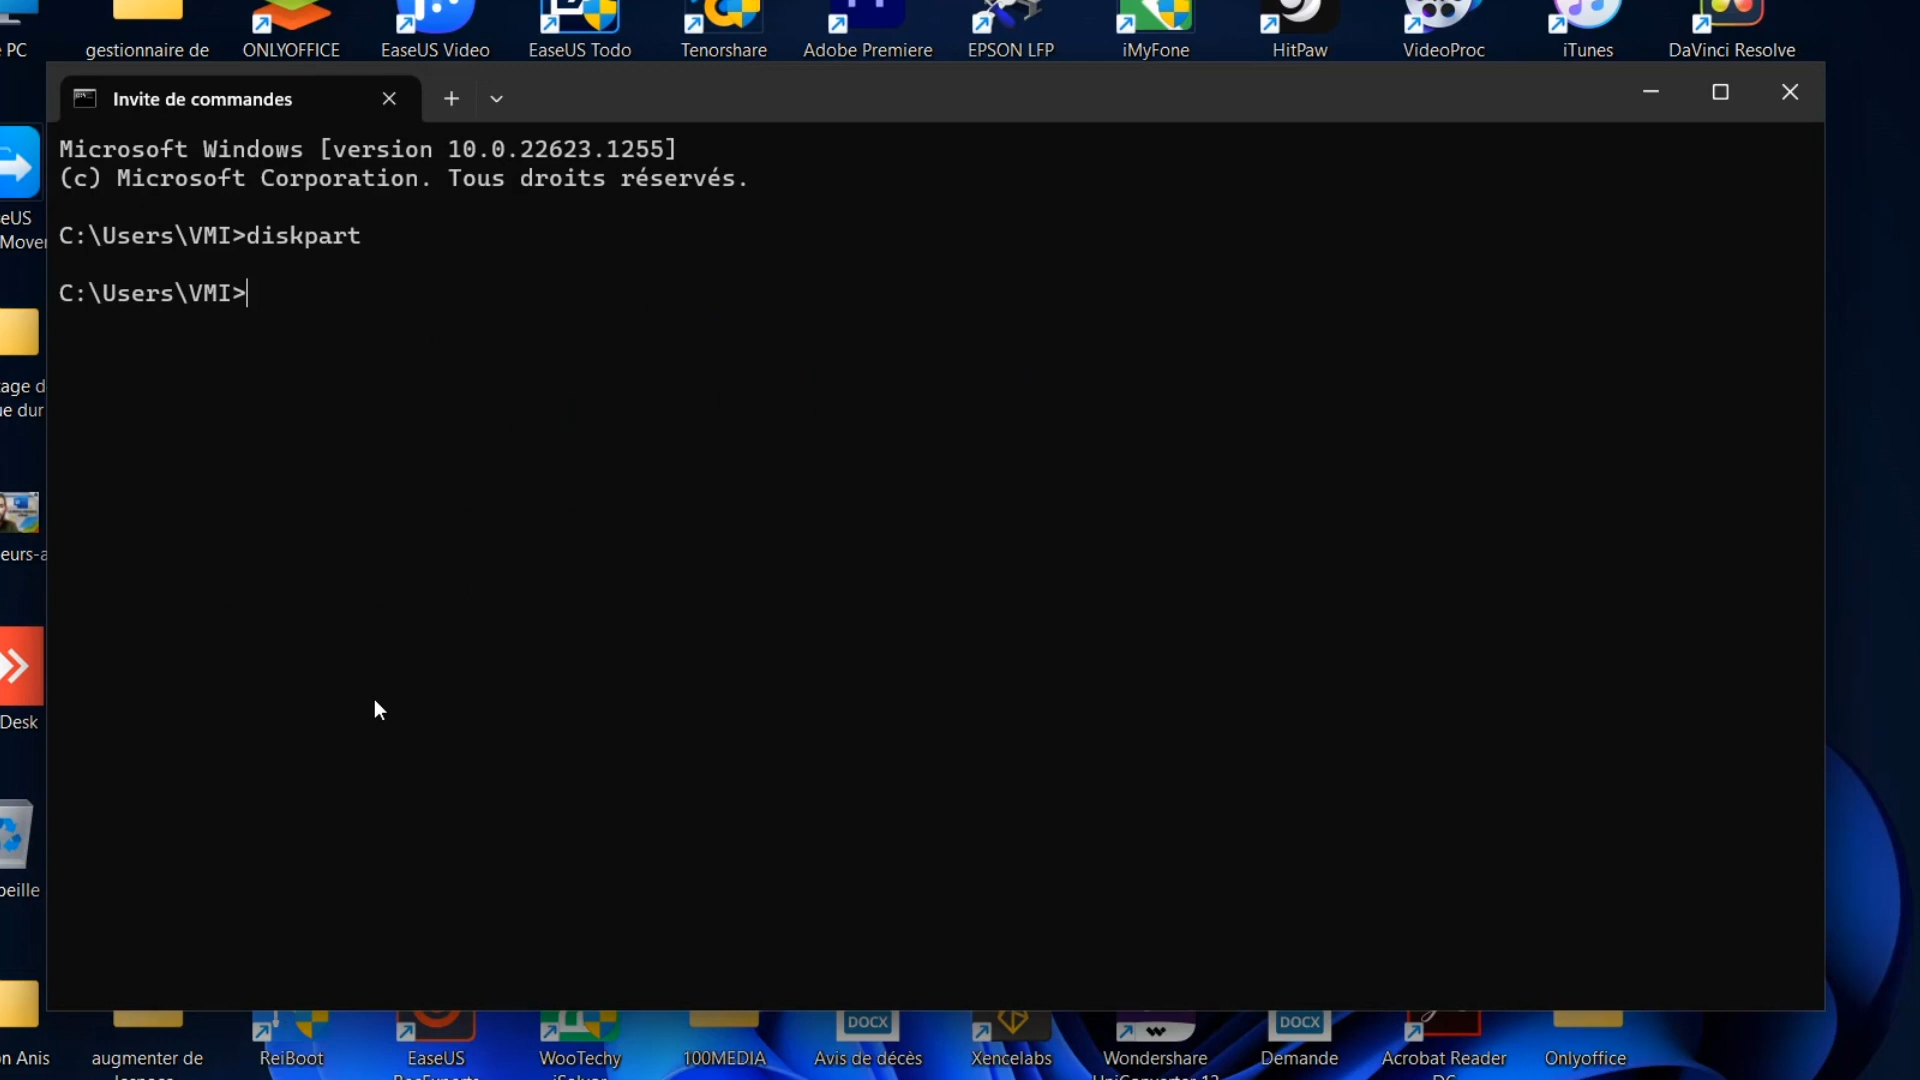 PC
gestionnaire de
ONLYOFFICE
EaseUS Video
EaseUS Todo
Tenorshare
Adobe Premiere
EPSON LFP
iMyFone
HitPaw
VideoProc
iTunes
DaVinci Resolve
Invite de commandes
Microsoft Windows [version 10.0.22623.1255]
(c) Microsoft Corporation. Tous droits réservés.
C:\Users\VMI>diskpart
C:\Users\VMI>
eUS
Mover
tage d
ue dur
eurs-a
Desk
beille
on Anis
augmenter de
ReiBoot
EaseUS
WooTechy
100MEDIA
DOCX
Avis de décès
Xencelabs
Wondershare
DOCX
Demande
Acrobat Reader
Onlyoffice